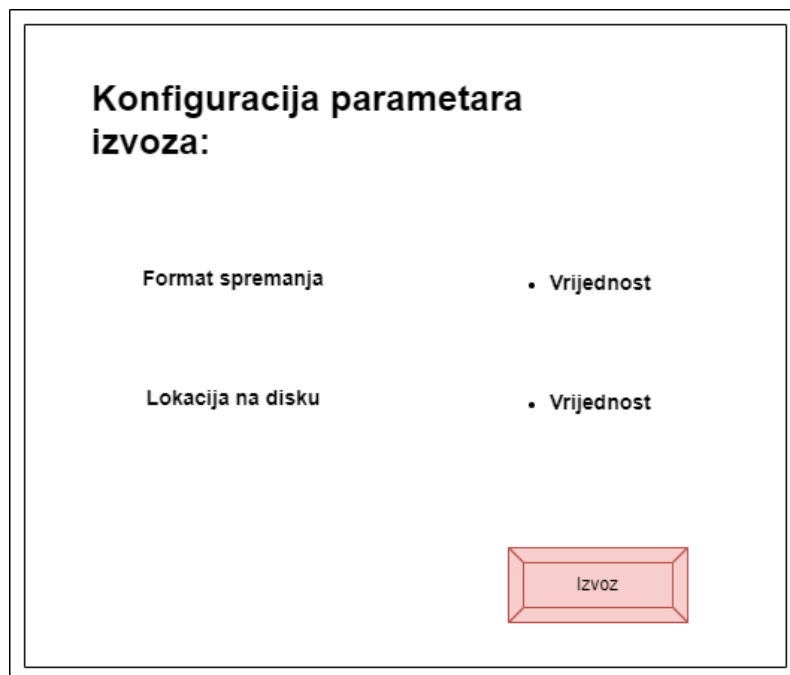 Konfiguracija parametara
izvoza:
Format spremanja
• Vrijednost
Lokacija na disku
• Vrijednost
Izvoz